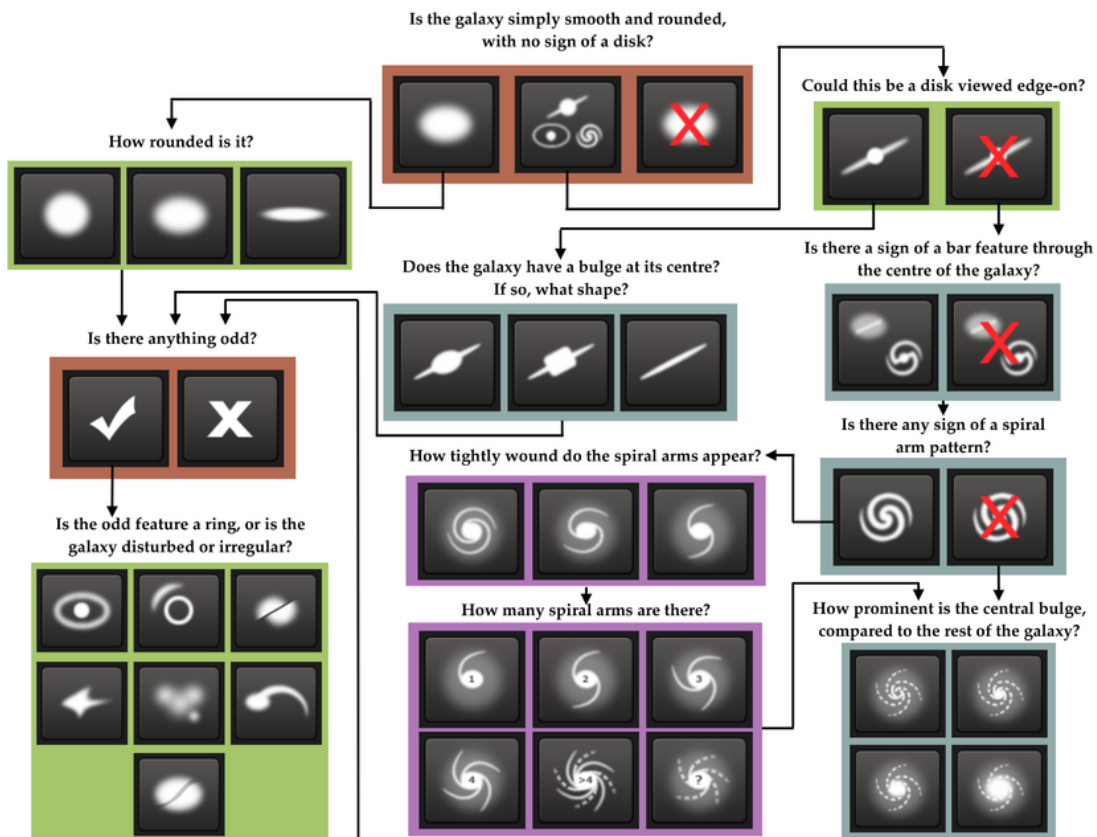 Is the galaxy simply smooth and rounded,
with no sign of a disk?
Could this be a disk viewed edge-on?
How rounded is it?
Is there a sign of a bar feature through
the centre of the galaxy?
Does the galaxy have a bulge at its centre?
If so, what shape?
Is there anything odd?
Is there any sign of a spiral
arm pattern?
How tightly wound do the spiral arms appear?
Is the odd feature a ring, or is the
galaxy disturbed or irregular?
How many spiral arms are there?
1
2
3
4
>4
?
How prominent is the central bulge,
compared to the rest of the galaxy?